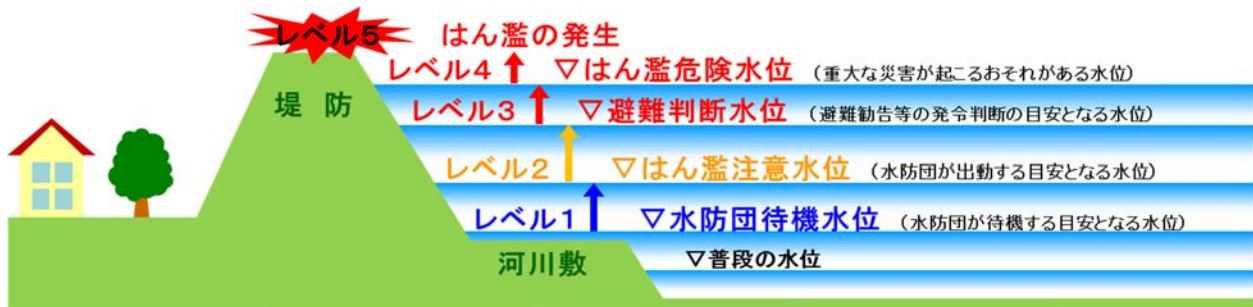 レベル5 はん濫の発生
レベル4 ▽はん濫危険水位 (重大な災害が起こるおそれがある水位)
堤 防
レベル3 ▽避難判断水位 (避難勧告等の発令判断の目安となる水位)
レベル2 ▽はん濫注意水位 (水防団が出動する目安となる水位)
レベル1 ▽水防団待機水位 (水防団が待機する目安となる水位)
河川敷 ▽普段の水位